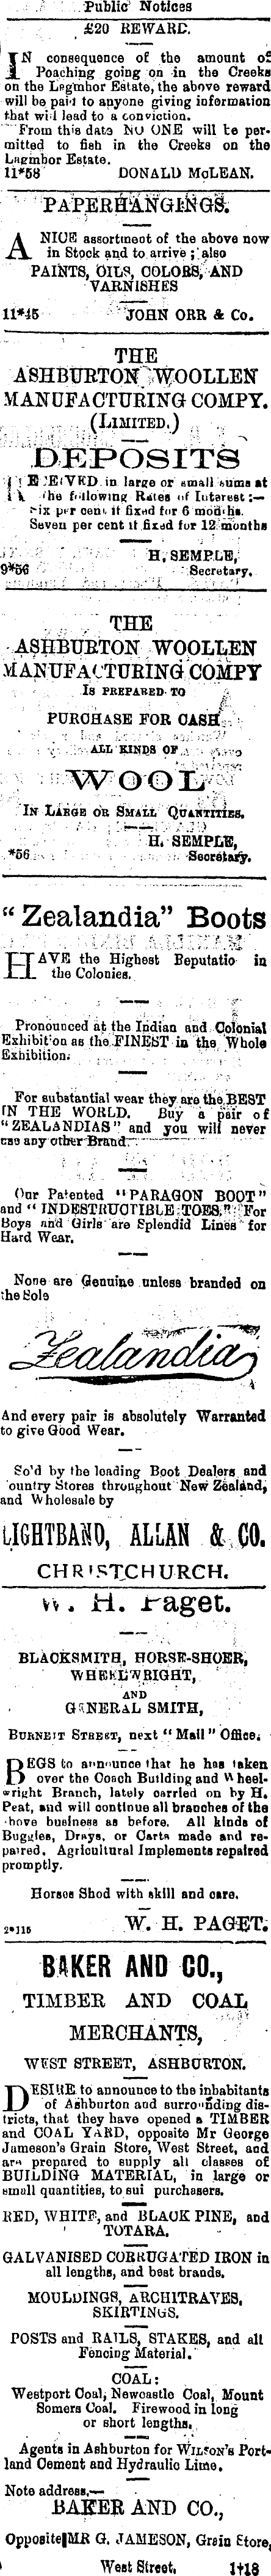 Public Notices
£20 REWARD.
IN consequence of the amount of
Poaching going on in the Creeks
on the Lagmhor Estate, the above reward
will be paid to anyone giving information
that will lead to a conviction.
From this date NO ONE will be per-
mitted to fish in the Creeks on the
Lagmhor Estate.
11*58 DONALD McLEAN.
PAPERHANGINGS.
A NICE assortment of the above now
in Stock and to arrive; also
PAINTS, OILS, COLORS, AND
VARNISHES
11*45 JOHN ORR & Co.
THE
ASHBURTON WOOLLEN
MANUFACTURING COMPY.
(LIMITED.)
DEPOSITS
RECEIVED in large or small sums at
the following Rates of Interest :—
Six per cent. if fixed for 6 months.
Seven per cent if fixed for 12 months
H, SEMPLE,
9*56 Secretary.
THE
ASHBURTON WOOLLEN
MANUFACTURING COMPY
IS PREPARED TO
PURCHASE FOR CASH
ALL KINDS OF
WOOL
IN LARGE OR SMALL QUANTITIES.
H. SEMPLE,
*56 Secretary.
"Zealandia" Boots
HAVE the Highest Reputatio in
the Colonies.
Pronounced at the Indian and Colonial
Exhibition as the FINEST in the Whole
Exhibition.
For substantial wear they are the BEST
IN THE WORLD. Buy a pair of
"ZEALANDIAS" and you will never
use any other Brand
Our Patented "PARAGON BOOT"
and "INDESTRUCTIBLE TOES." For
Boys and Girls are Splendid Lines for
Hard Wear.
None are Genuine unless branded on
the Sole
Zealandia
And every pair is absolutely Warranted
to give Good Wear.
So'd by the leading Boot Dealers and
ountry Stores throughout New Zealand,
and Wholesale by
LIGHTBAND, ALLAN & CO.
CHRISTCHURCH.
W. H. Paget.
BLACKSMITH, HORSE-SHOER,
WHEELWRIGHT,
AND
GENERAL SMITH,
BURNETT STREET, next "Mail" Office.
BEGS to announce that he has taken
over the Coach Building and Wheel-
wright Branch, lately carried on by H.
Peat, and will continue all branches of the
above business as before. All kinds of
Buggies, Drays, or Carts made and re-
paired. Agricultural Implements repaired
promptly.
Horses Shod with skill and care.
2*115 W. H. PAGET.
BAKER AND CO.,
TIMBER AND COAL
MERCHANTS,
WEST STREET, ASHBURTON.
DESIRE to announce to the inhabitants
of Ashburton and surrounding dis-
tricts, that they have opened a TIMBER
and COAL YARD, opposite Mr George
Jameson's Grain Store, West Street, and
are prepared to supply all classes of
BUILDING MATERIAL, in large or
small quantities, to sui purchasers.
RED, WHITE, and BLACK PINE, and
TOTARA.
GALVANISED CORRUGATED IRON in
all lengths, and best brands.
MOULDINGS, ARCHITRAVES,
SKIRTINGS.
POSTS and RAILS, STAKES, and all
Fencing Material.
COAL:
Westport Coal, Newcastle Coal, Mount
Somers Coal. Firewood in long
or short lengths.
Agents in Ashburton for WILSON'S Port-
land Cement and Hydraulic Lime.
Note address,—
BAKER AND CO.,
Opposite MR G. JAMESON, Grain Store,
West Street, 1†18